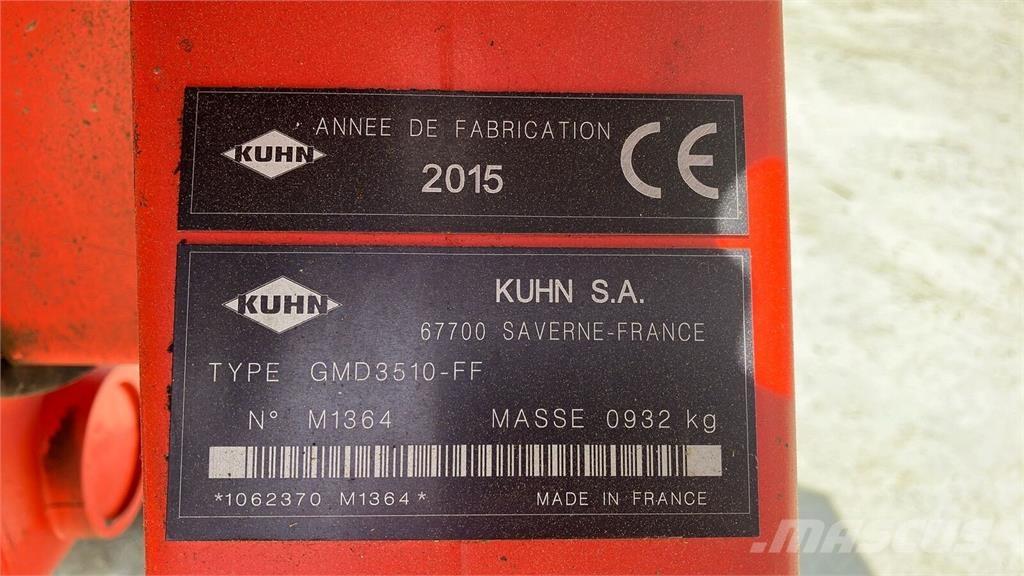 KUHN
ANNEE DE FABRICATION
2015
CE
KUHN
KUHN S.A.
67700 SAVERNE-FRANCE
TYPE GMD3510-FF
N° M1364 MASSE 0932 kg
*1062370 M1364*
MADE IN FRANCE
MASCUS